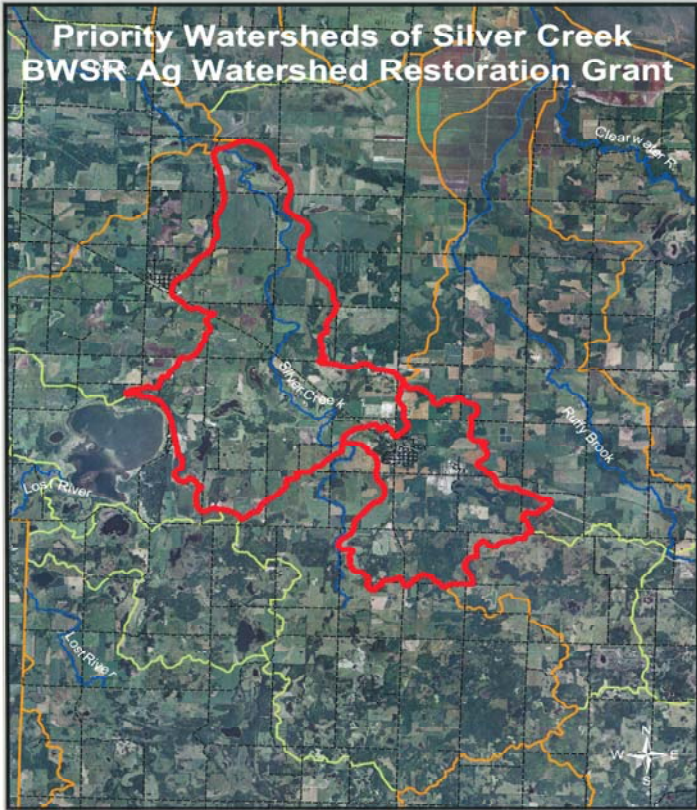 Priority Watersheds of Silver Creek
BWSR Ag Watershed Restoration Grant
Clearwater R.
Silver Creek
Ruffy Brook
Lost River
Lost River
N
W E
S